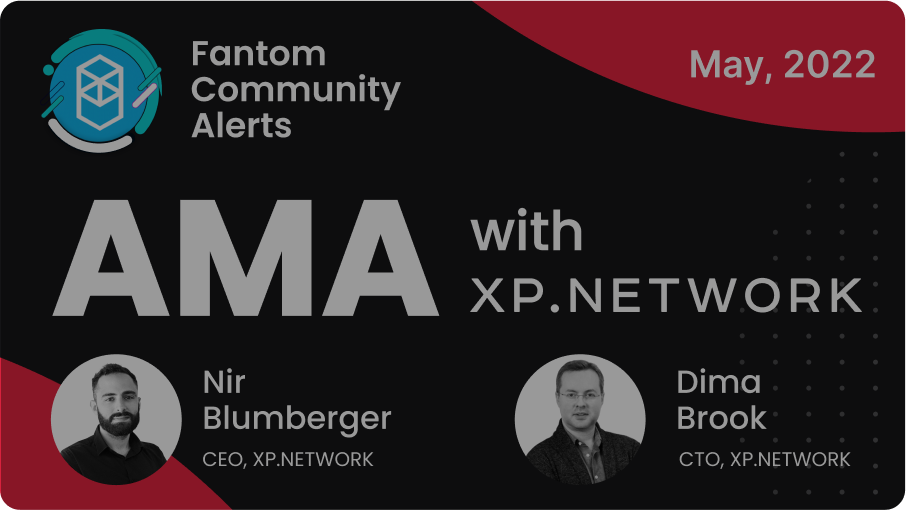 Fantom
Community
Alerts
May, 2022
AMA
with
XP.NETWORK
Nir
Blumberger
CEO, XP.NETWORK
Dima
Brook
CTO, XP.NETWORK